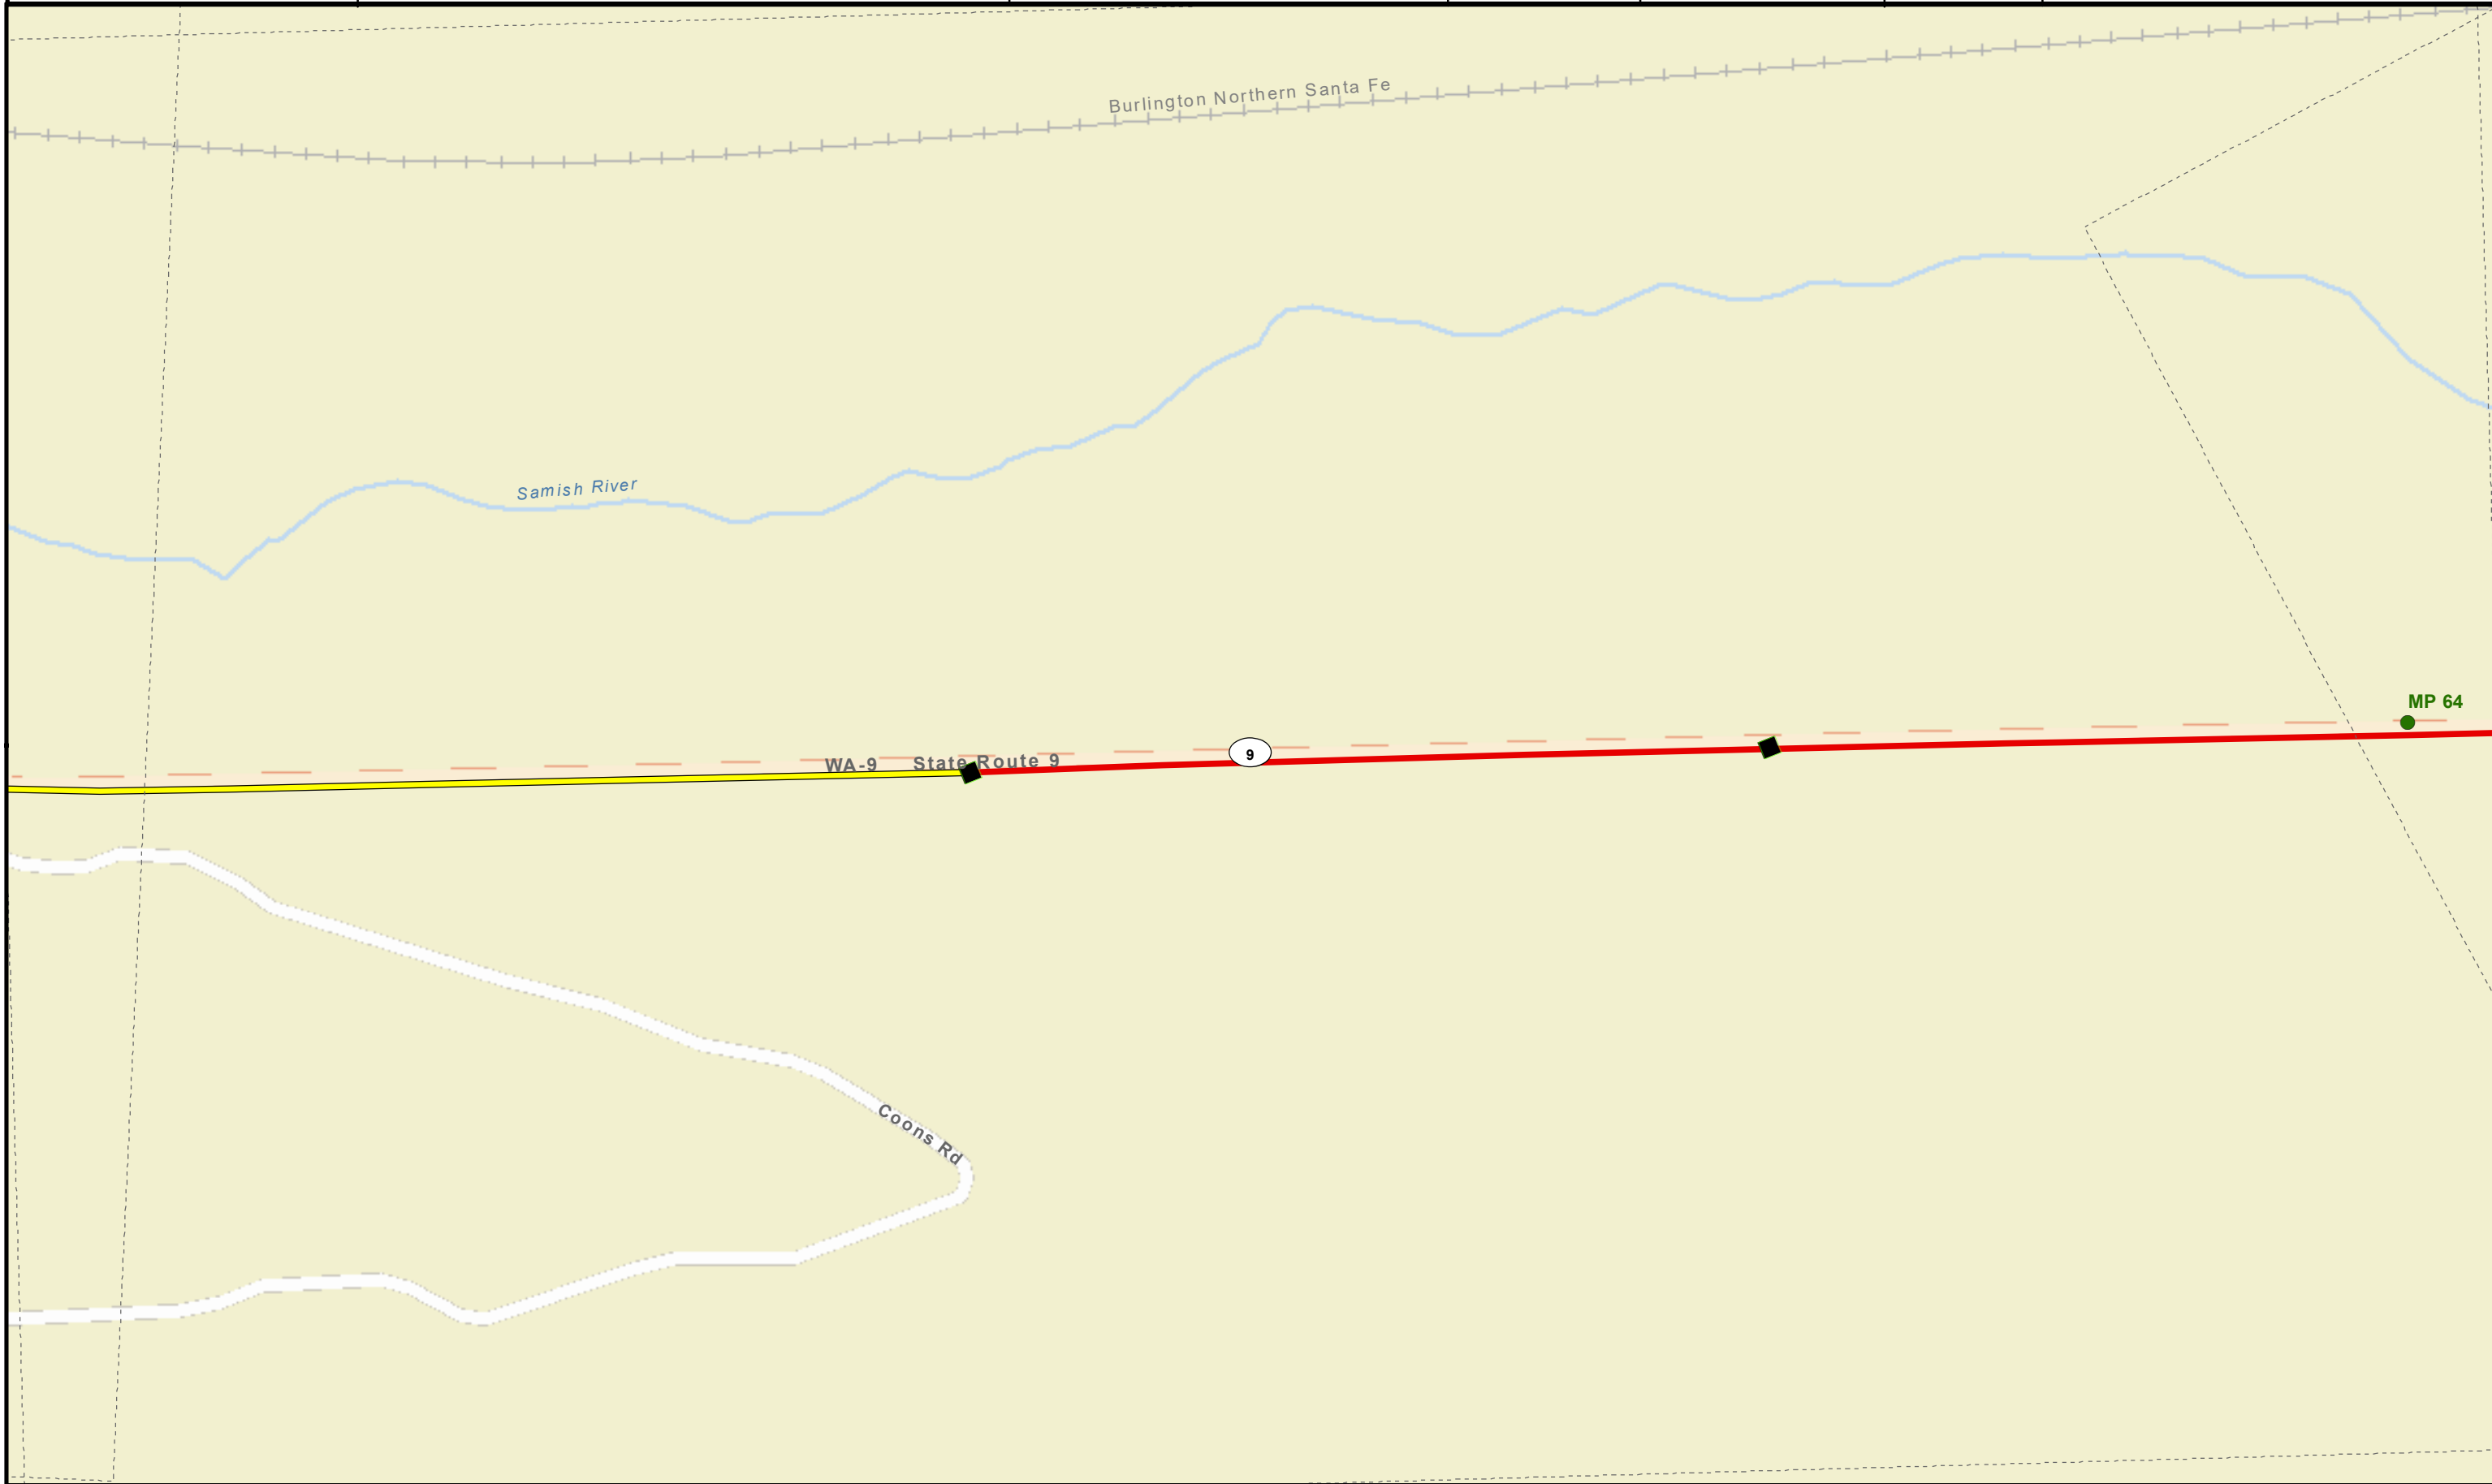 Burlington Northern Santa Fe
Samish River
MP 64
9
WA-9 State Route 9
Coons Rd